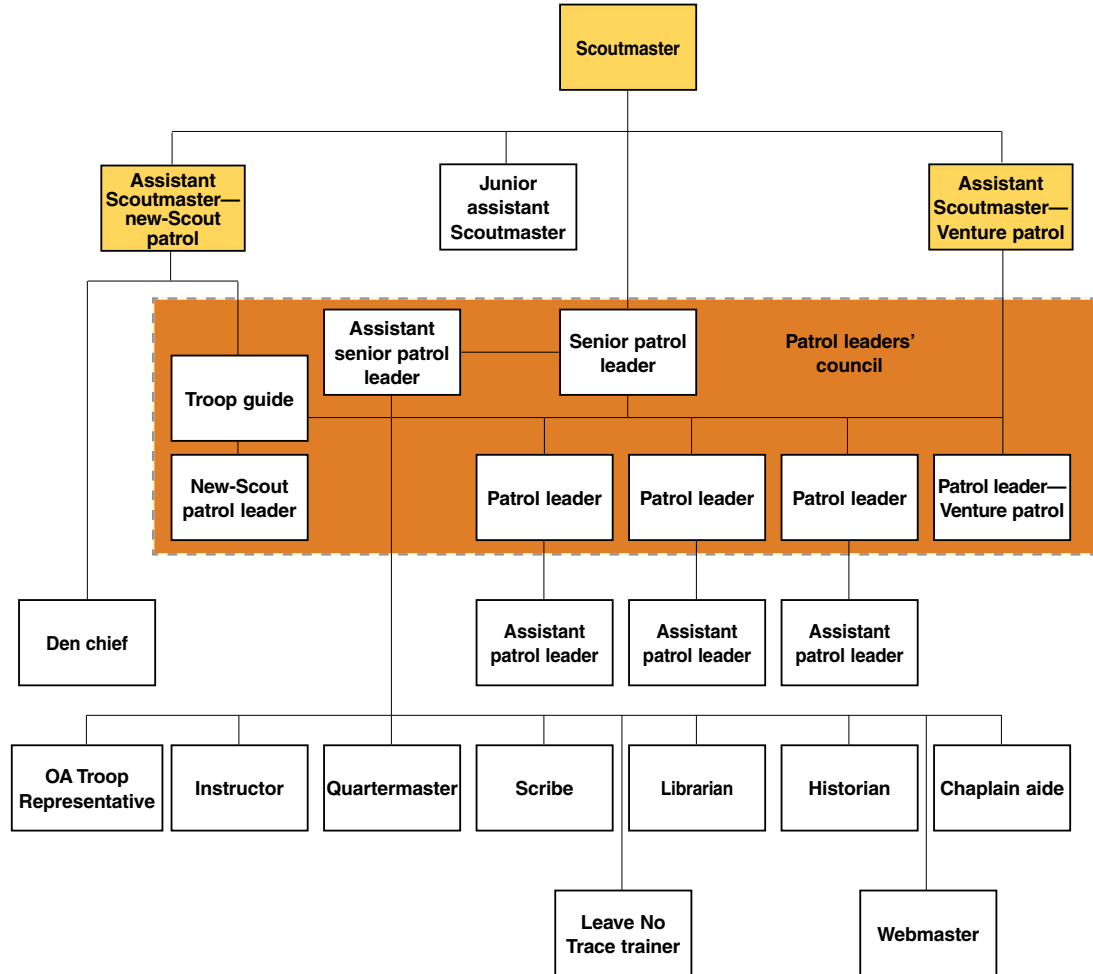 Scoutmaster
Assistant
Scoutmaster—
new-Scout
patrol
Junior
assistant
Scoutmaster
Assistant
Scoutmaster—
Venture patrol
Assistant
senior patrol
leader
Senior patrol
leader
Patrol leaders’
council
Troop guide
New-Scout
patrol leader
Patrol leader
Patrol leader
Patrol leader
Patrol leader—
Venture patrol
Den chief
Assistant
patrol leader
Assistant
patrol leader
Assistant
patrol leader
OA Troop
Representative
Instructor
Quartermaster
Scribe
Librarian
Historian
Chaplain aide
Leave No
Trace trainer
Webmaster